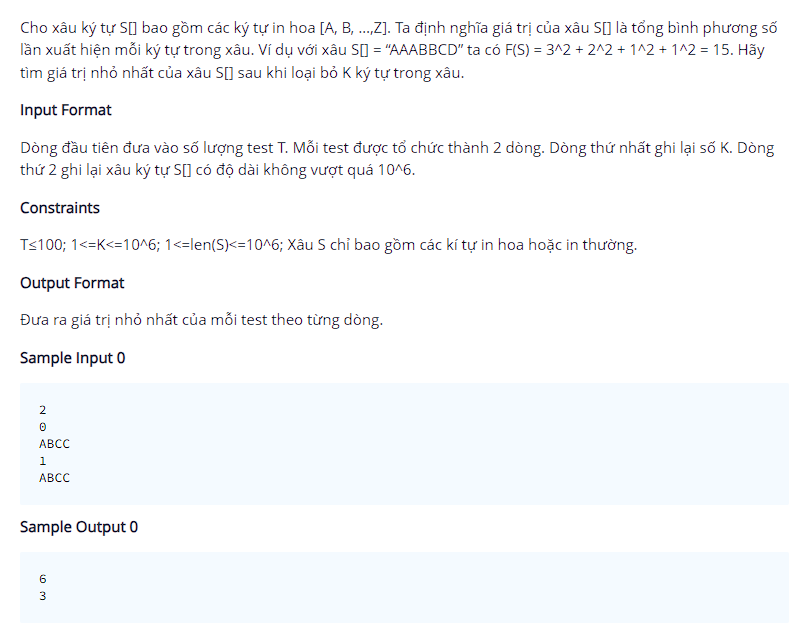 Cho xâu ký tự S[] bao gồm các ký tự in hoa [A, B, ...,Z]. Ta định nghĩa giá trị của xâu S[] là tổng bình phương số
lần xuất hiện mỗi ký tự trong xâu. Ví dụ với xâu S[] = “AAABBCD” ta có F(S) = 3^2 + 2^2 + 1^2 + 1^2 = 15. Hãy
tìm giá trị nhỏ nhất của xâu S[] sau khi loại bỏ K ký tự trong xâu.
Input Format
Dòng đầu tiên đưa vào số lượng test T. Mỗi test được tổ chức thành 2 dòng. Dòng thứ nhất ghi lại số K. Dòng
thứ 2 ghi lại xâu ký tự S[] có độ dài không vượt quá 10^6.
Constraints
T≤100; 1<=K<=10^6; 1<=len(S)<=10^6; Xâu S chỉ bao gồm các kí tự in hoa hoặc in thường.
Output Format
Đưa ra giá trị nhỏ nhất của mỗi test theo từng dòng.
Sample Input 0
2
0
ABCC
1
ABCC
Sample Output 0
6
3